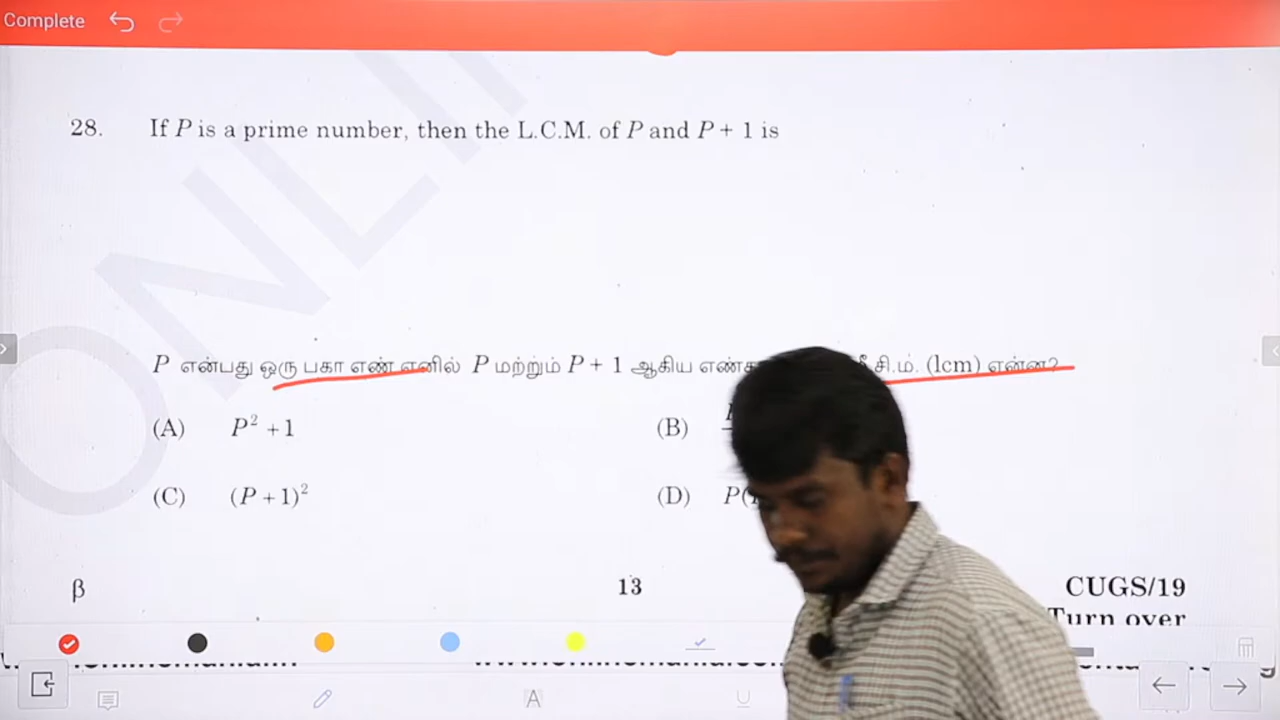 Complete
28. If P is a prime number, then the L.C.M. of P and P + 1 is
P என்பது ஒரு பகா எண் எனில் P மற்றும் P + 1 ஆகிய (lcm) என்ன?
(A) P² + 1 (B)
(C) (P + 1)² (D)
β 13 CUGS/19
Turn over
A U
ONLI